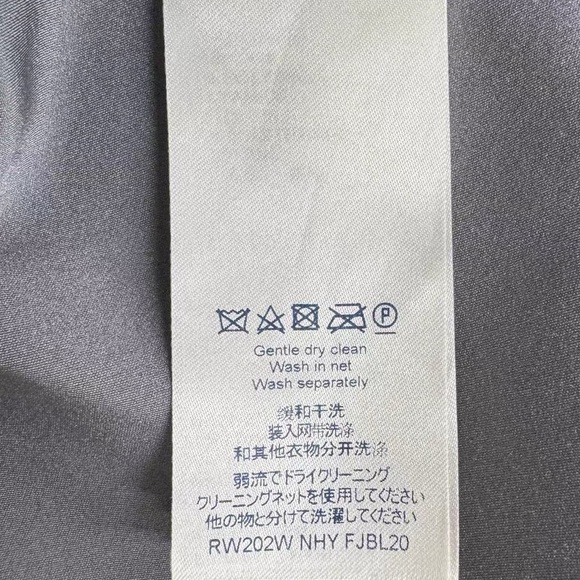 P
Gentle dry clean
Wash in net
Wash separately
缓和干洗
装入网带洗涤
和其他衣物分开洗涤
弱流でドライクリーニング
クリーニングネットを使用してください
他の物と分けて洗濯してください
RW202W NHY FJBL20